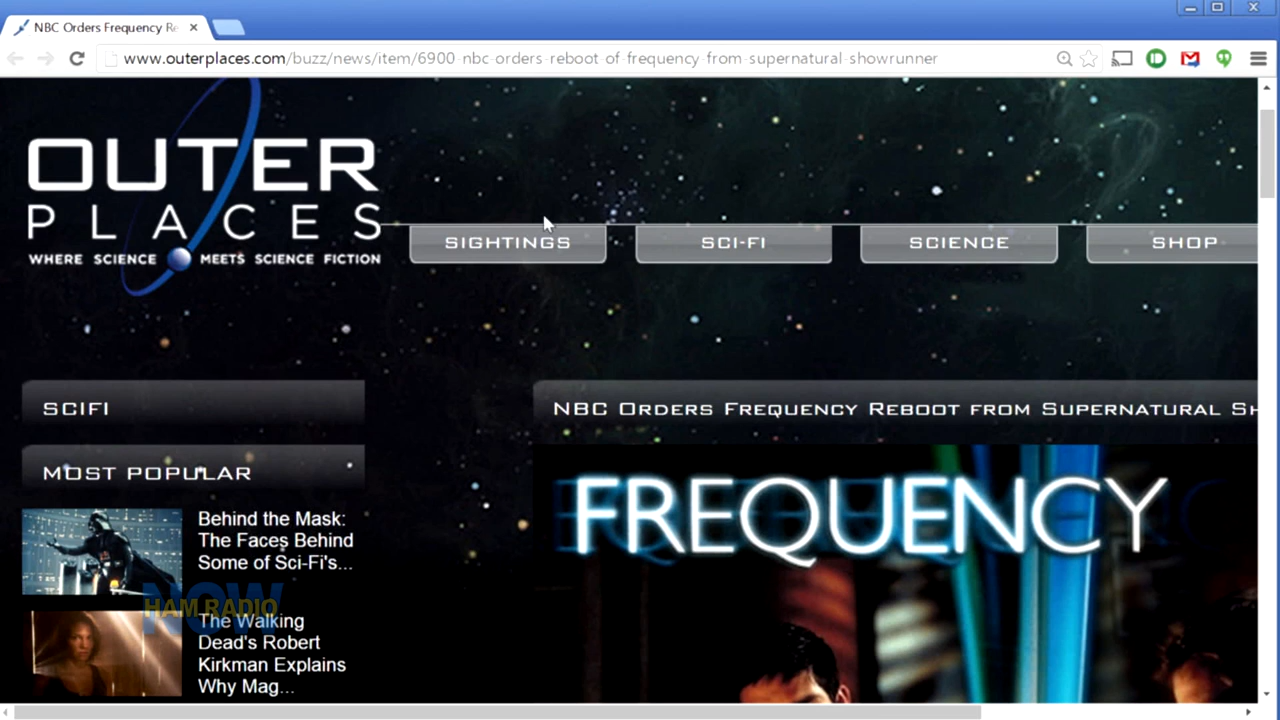 NBC Orders Frequency Re
www.outerplaces.com/buzz/news/item/6900-nbc-orders-reboot-of-frequency-from-supernatural-showrunner
OUTER
PLACES
WHERE SCIENCE MEETS SCIENCE FICTION
SIGHTINGS
SCI-FI
SCIENCE
SHOP
SCIFI
NBC Orders Frequency Reboot from Supernatural Sh
MOST POPULAR
FREQUENCY
Behind the Mask:
The Faces Behind
Some of Sci-Fi's...
HAM RADIO
NOW
The Walking
Dead's Robert
Kirkman Explains
Why Mag...